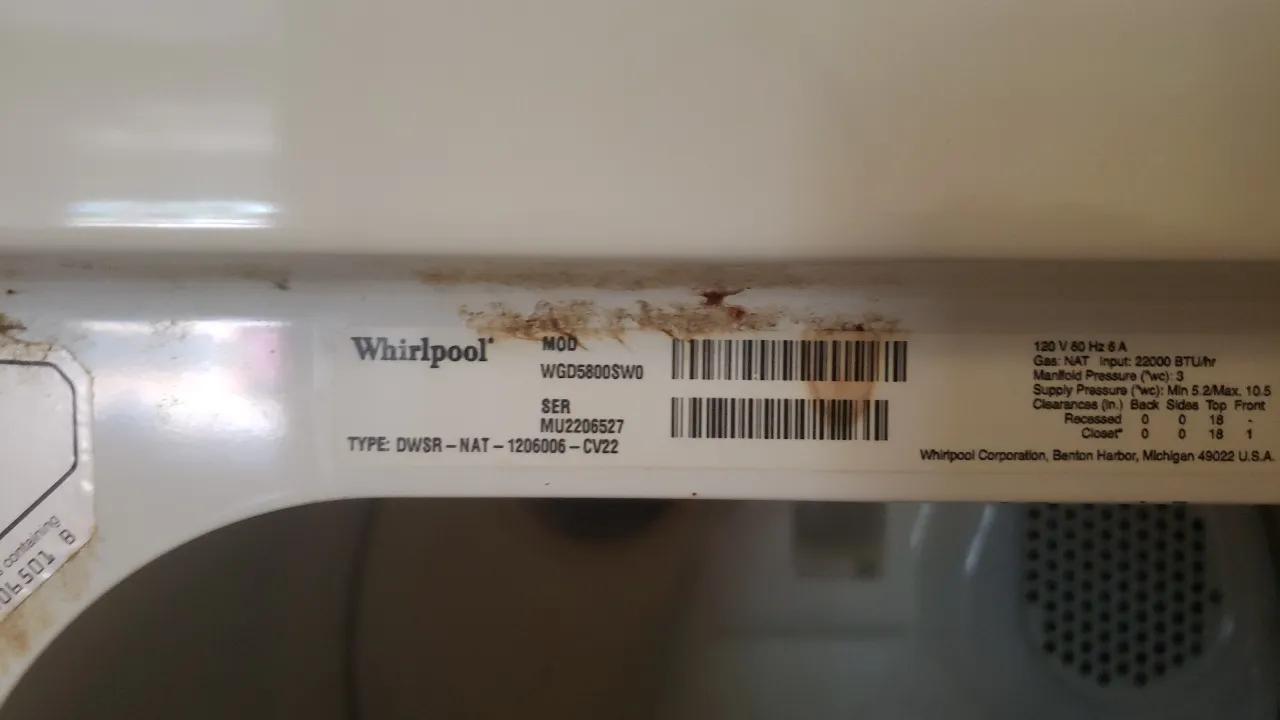 Whirlpool
MOD
WGD5800SW0
SER
MU2206527
TYPE: DWSR-NAT-1206006-CV22
120 V 60 Hz 6 A
Gas: NAT Input: 22000 BTU/hr
Manifold Pressure ("wc): 3
Supply Pressure ("wc): Min 5.2/Max. 10.5
Clearances (in.) Back Sides Top Front
Recessed 0 0 18 -
Closet* 0 0 18 1
Whirlpool Corporation, Benton Harbor, Michigan 49022 U.S.A.
containing
06501 B